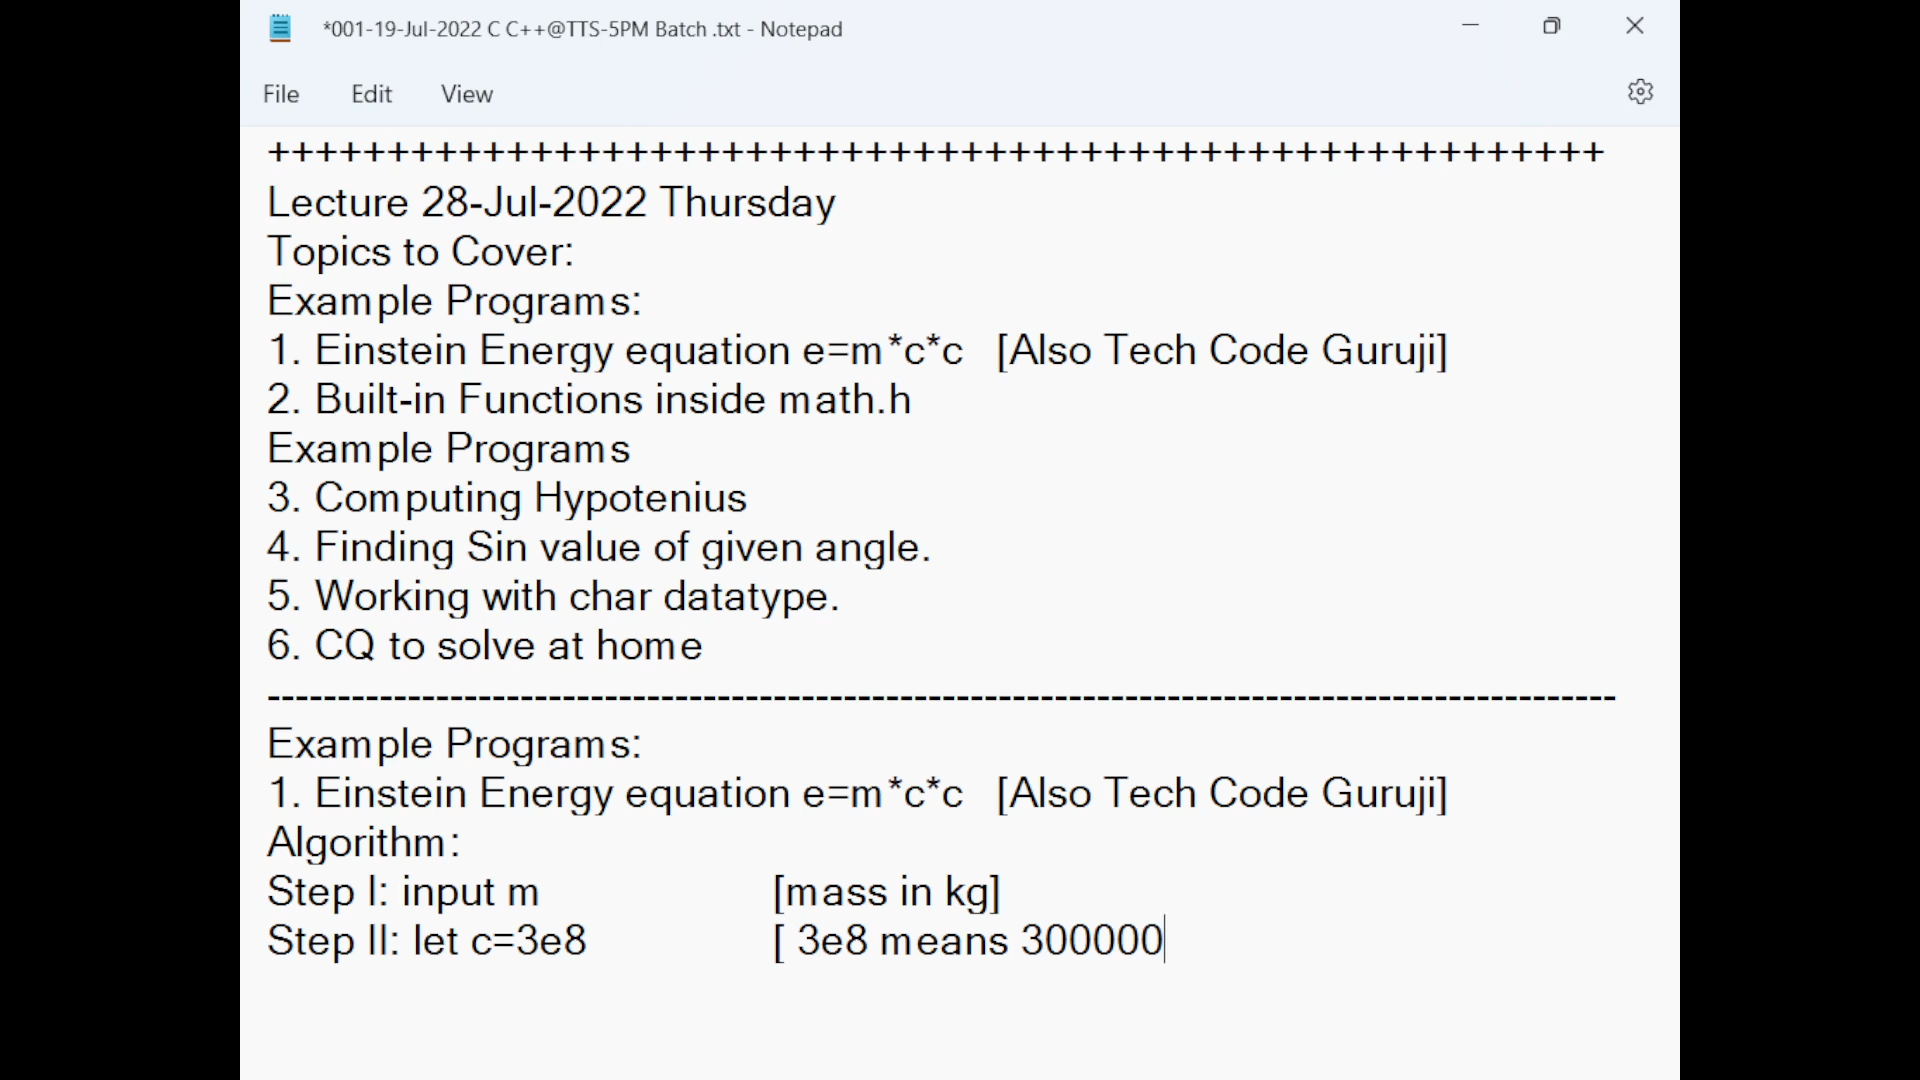 *001-19-Jul-2022 C C++@TTS-5PM Batch .txt - Notepad
File Edit View
+++++++++++++++++++++++++++++++++++++++++++++++++++++++
Lecture 28-Jul-2022 Thursday
Topics to Cover:
Example Programs:
1. Einstein Energy equation e=m*c*c [Also Tech Code Guruji]
2. Built-in Functions inside math.h
Example Programs
3. Computing Hypotenius
4. Finding Sin value of given angle.
5. Working with char datatype.
6. CQ to solve at home
------------------------------------------------------------------------------------------------
Example Programs:
1. Einstein Energy equation e=m*c*c [Also Tech Code Guruji]
Algorithm:
Step I: input m [mass in kg]
Step II: let c=3e8 [ 3e8 means 300000